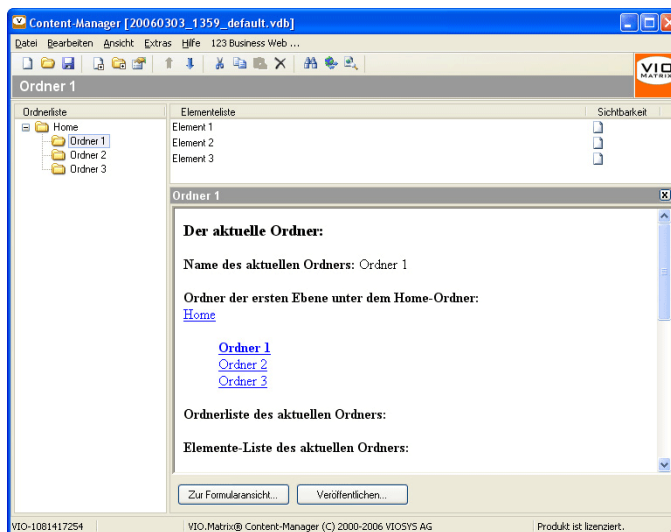 Content-Manager [20060303_1359_default.vdb]
Datei Bearbeiten Ansicht Extras Hilfe 123 Business Web ...
VIO
MATRIX
Ordner 1
Ordnerliste
Elementeliste Sichtbarkeit
Home
Ordner 1
Ordner 2
Ordner 3
Element 1
Element 2
Element 3
Ordner 1
Der aktuelle Ordner:
Name des aktuellen Ordners: Ordner 1
Ordner der ersten Ebene unter dem Home-Ordner:
Home
Ordner 1
Ordner 2
Ordner 3
Ordnerliste des aktuellen Ordners:
Elemente-Liste des aktuellen Ordners:
Zur Formularansicht... Veröffentlichen...
VIO-1081417254 VIO.Matrix® Content-Manager (C) 2000-2006 VIOSYS AG Produkt ist lizenziert.